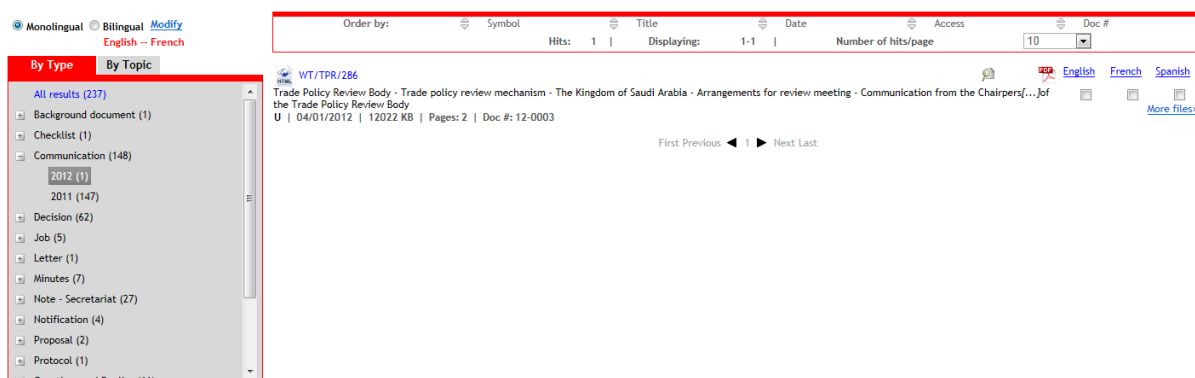 Monolingual Bilingual Modify
English -- French
By Type By Topic
All results (237)
Background document (1)
Checklist (1)
Communication (148)
2012 (1)
2011 (147)
Decision (62)
Job (5)
Letter (1)
Minutes (7)
Note - Secretariat (27)
Notification (4)
Proposal (2)
Protocol (1)
Order by: Symbol Title Date Access Doc #
Hits: 1 | Displaying: 1-1 | Number of hits/page 10
HTML WT/TPR/286 PDF English French Spanish
Trade Policy Review Body - Trade policy review mechanism - The Kingdom of Saudi Arabia - Arrangements for review meeting - Communication from the Chairpers[...]of
the Trade Policy Review Body
More files»
U | 04/01/2012 | 12022 KB | Pages: 2 | Doc #: 12-0003
First Previous 1 Next Last